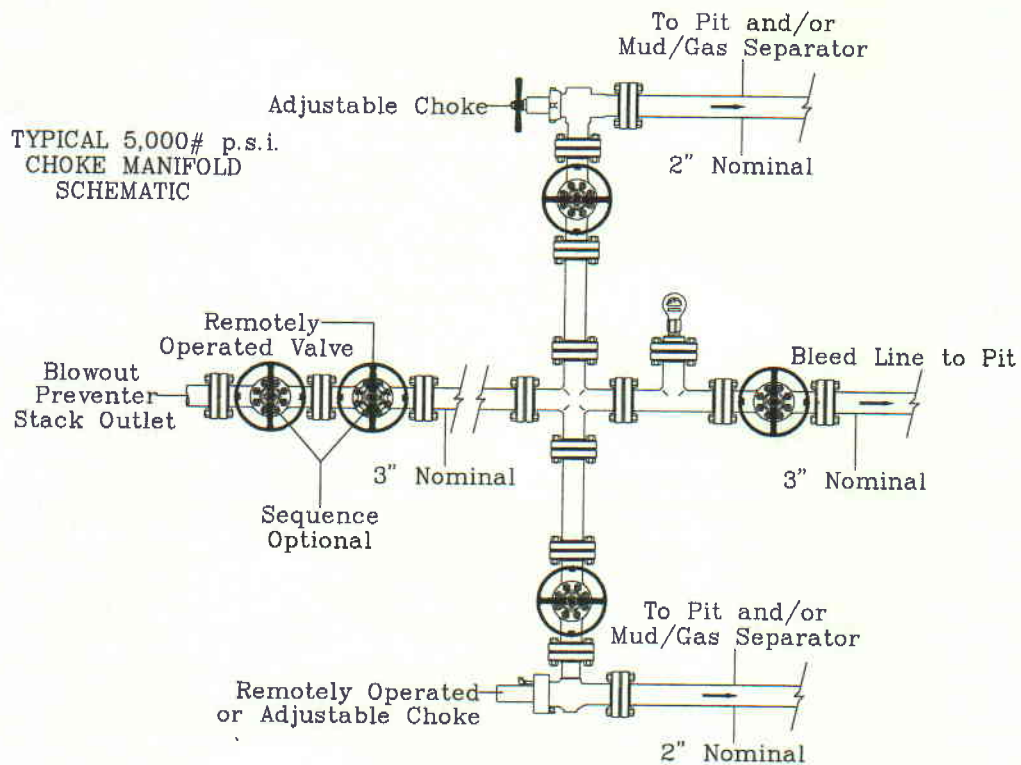 To Pit and/or
Mud/Gas Separator
Adjustable Choke
TYPICAL 5,000# p.s.i.
CHOKE MANIFOLD
SCHEMATIC
2" Nominal
Remotely
Operated Valve
Blowout
Preventer
Stack Outlet
Bleed Line to Pit
3" Nominal
3" Nominal
Sequence
Optional
To Pit and/or
Mud/Gas Separator
Remotely Operated
or Adjustable Choke
2" Nominal